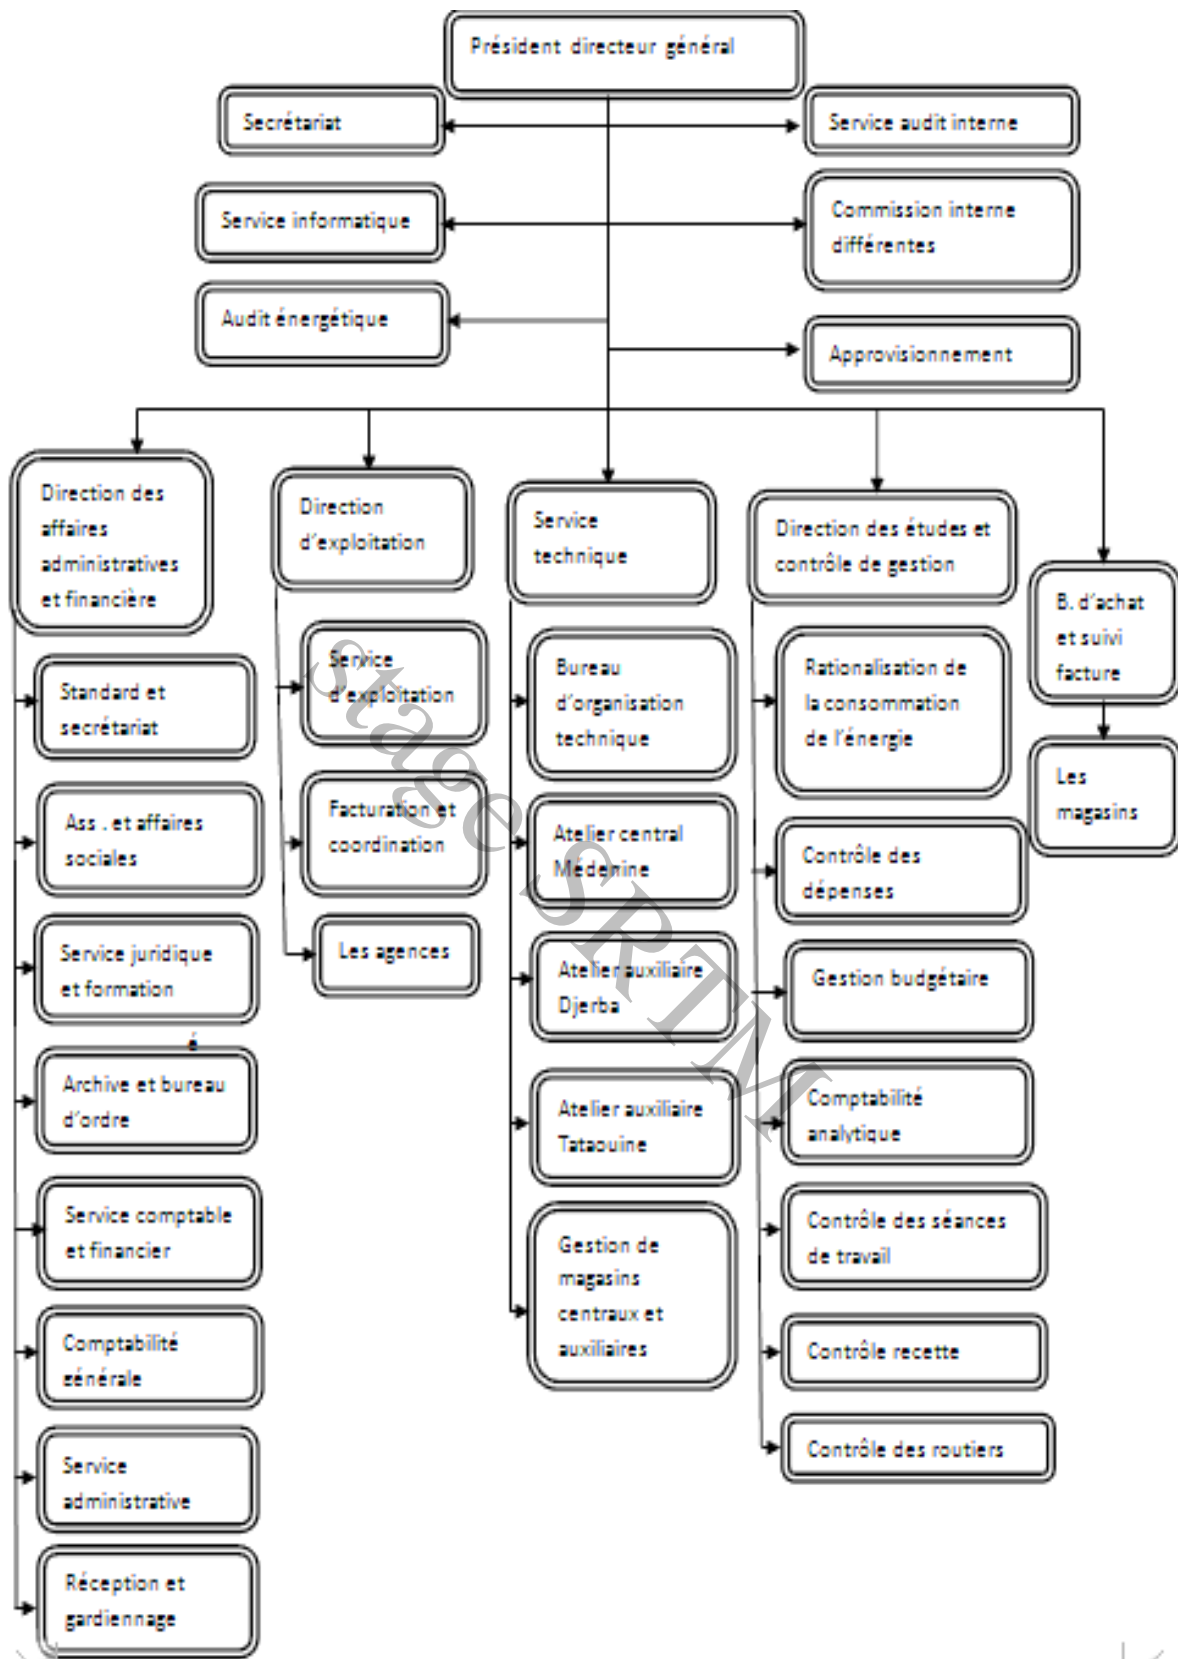 Président directeur général
Secrétariat
Service audit interne
Service informatique
Commission interne
différentes
Audit énergétique
Approvisionnement
Direction des
affaires
administratives
et financière
Standard et
secrétariat
Ass . et affaires
sociales
Service juridique
et formation
é
Archive et bureau
d'ordre
Service comptable
et financier
Comptabilité
générale
Service
administrative
Réception et
gardiennage
Direction
d'exploitation
Service
d'exploitation
Facturation et
coordination
Les agences
Service
technique
Bureau
d'organisation
technique
Atelier central
Médenine
Atelier auxiliaire
Djerba
Atelier auxiliaire
Tataouine
Gestion de
magasins
centraux et
auxiliaires
Direction des études et
contrôle de gestion
Rationalisation de
la consommation
de l'énergie
Contrôle des
dépenses
Gestion budgétaire
Comptabilité
analytique
Contrôle des séances
de travail
Contrôle recette
Contrôle des routiers
B. d'achat
et suivi
facture
Les
magasins
stage SRTM